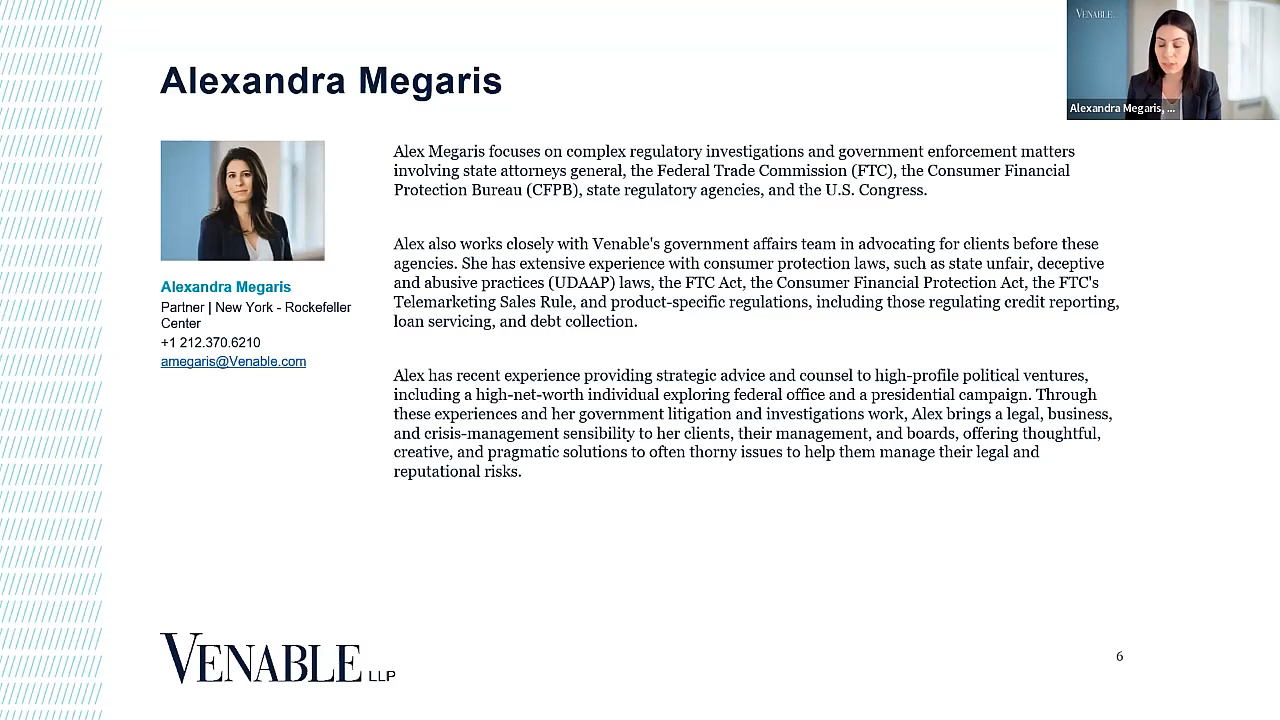 VENABLE
Alexandra Megaris, ...
Alexandra Megaris
Alexandra Megaris
Partner | New York - Rockefeller
Center
+1 212.370.6210
amegaris@Venable.com
Alex Megaris focuses on complex regulatory investigations and government enforcement matters
involving state attorneys general, the Federal Trade Commission (FTC), the Consumer Financial
Protection Bureau (CFPB), state regulatory agencies, and the U.S. Congress.
Alex also works closely with Venable's government affairs team in advocating for clients before these
agencies. She has extensive experience with consumer protection laws, such as state unfair, deceptive
and abusive practices (UDAAP) laws, the FTC Act, the Consumer Financial Protection Act, the FTC's
Telemarketing Sales Rule, and product-specific regulations, including those regulating credit reporting,
loan servicing, and debt collection.
Alex has recent experience providing strategic advice and counsel to high-profile political ventures,
including a high-net-worth individual exploring federal office and a presidential campaign. Through
these experiences and her government litigation and investigations work, Alex brings a legal, business,
and crisis-management sensibility to her clients, their management, and boards, offering thoughtful,
creative, and pragmatic solutions to often thorny issues to help them manage their legal and
reputational risks.
VENABLE LLP
6